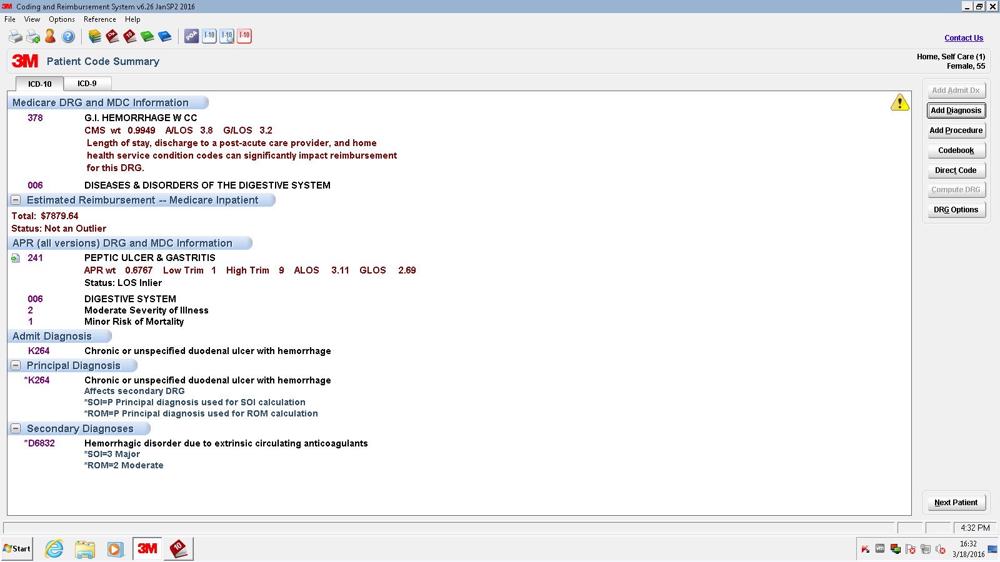 3M Coding and Reimbursement System v6.26 JanSP2 2016
File View Options Reference Help
DX 10 POA I-10 I-10 I-10
Contact Us
3M Patient Code Summary
Home, Self Care (1)
Female, 55
ICD-10 ICD-9
Medicare DRG and MDC Information
378 G.I. HEMORRHAGE W CC
CMS wt 0.9949 A/LOS 3.8 G/LOS 3.2
Length of stay, discharge to a post-acute care provider, and home
health service condition codes can significantly impact reimbursement
for this DRG.
006 DISEASES & DISORDERS OF THE DIGESTIVE SYSTEM
Estimated Reimbursement -- Medicare Inpatient
Total: $7879.64
Status: Not an Outlier
APR (all versions) DRG and MDC Information
241 PEPTIC ULCER & GASTRITIS
APR wt 0.6767 Low Trim 1 High Trim 9 ALOS 3.11 GLOS 2.69
Status: LOS Inlier
006 DIGESTIVE SYSTEM
2 Moderate Severity of Illness
1 Minor Risk of Mortality
Admit Diagnosis
K264 Chronic or unspecified duodenal ulcer with hemorrhage
Principal Diagnosis
*K264 Chronic or unspecified duodenal ulcer with hemorrhage
Affects secondary DRG
*SOI=P Principal diagnosis used for SOI calculation
*ROM=P Principal diagnosis used for ROM calculation
Secondary Diagnoses
*D6832 Hemorrhagic disorder due to extrinsic circulating anticoagulants
*SOI=3 Major
*ROM=2 Moderate
Add Admit Dx
Add Diagnosis
Add Procedure
Codebook
Direct Code
Compute DRG
DRG Options
Next Patient
4:32 PM
Start 3M 10 vm 16:32
3/18/2016